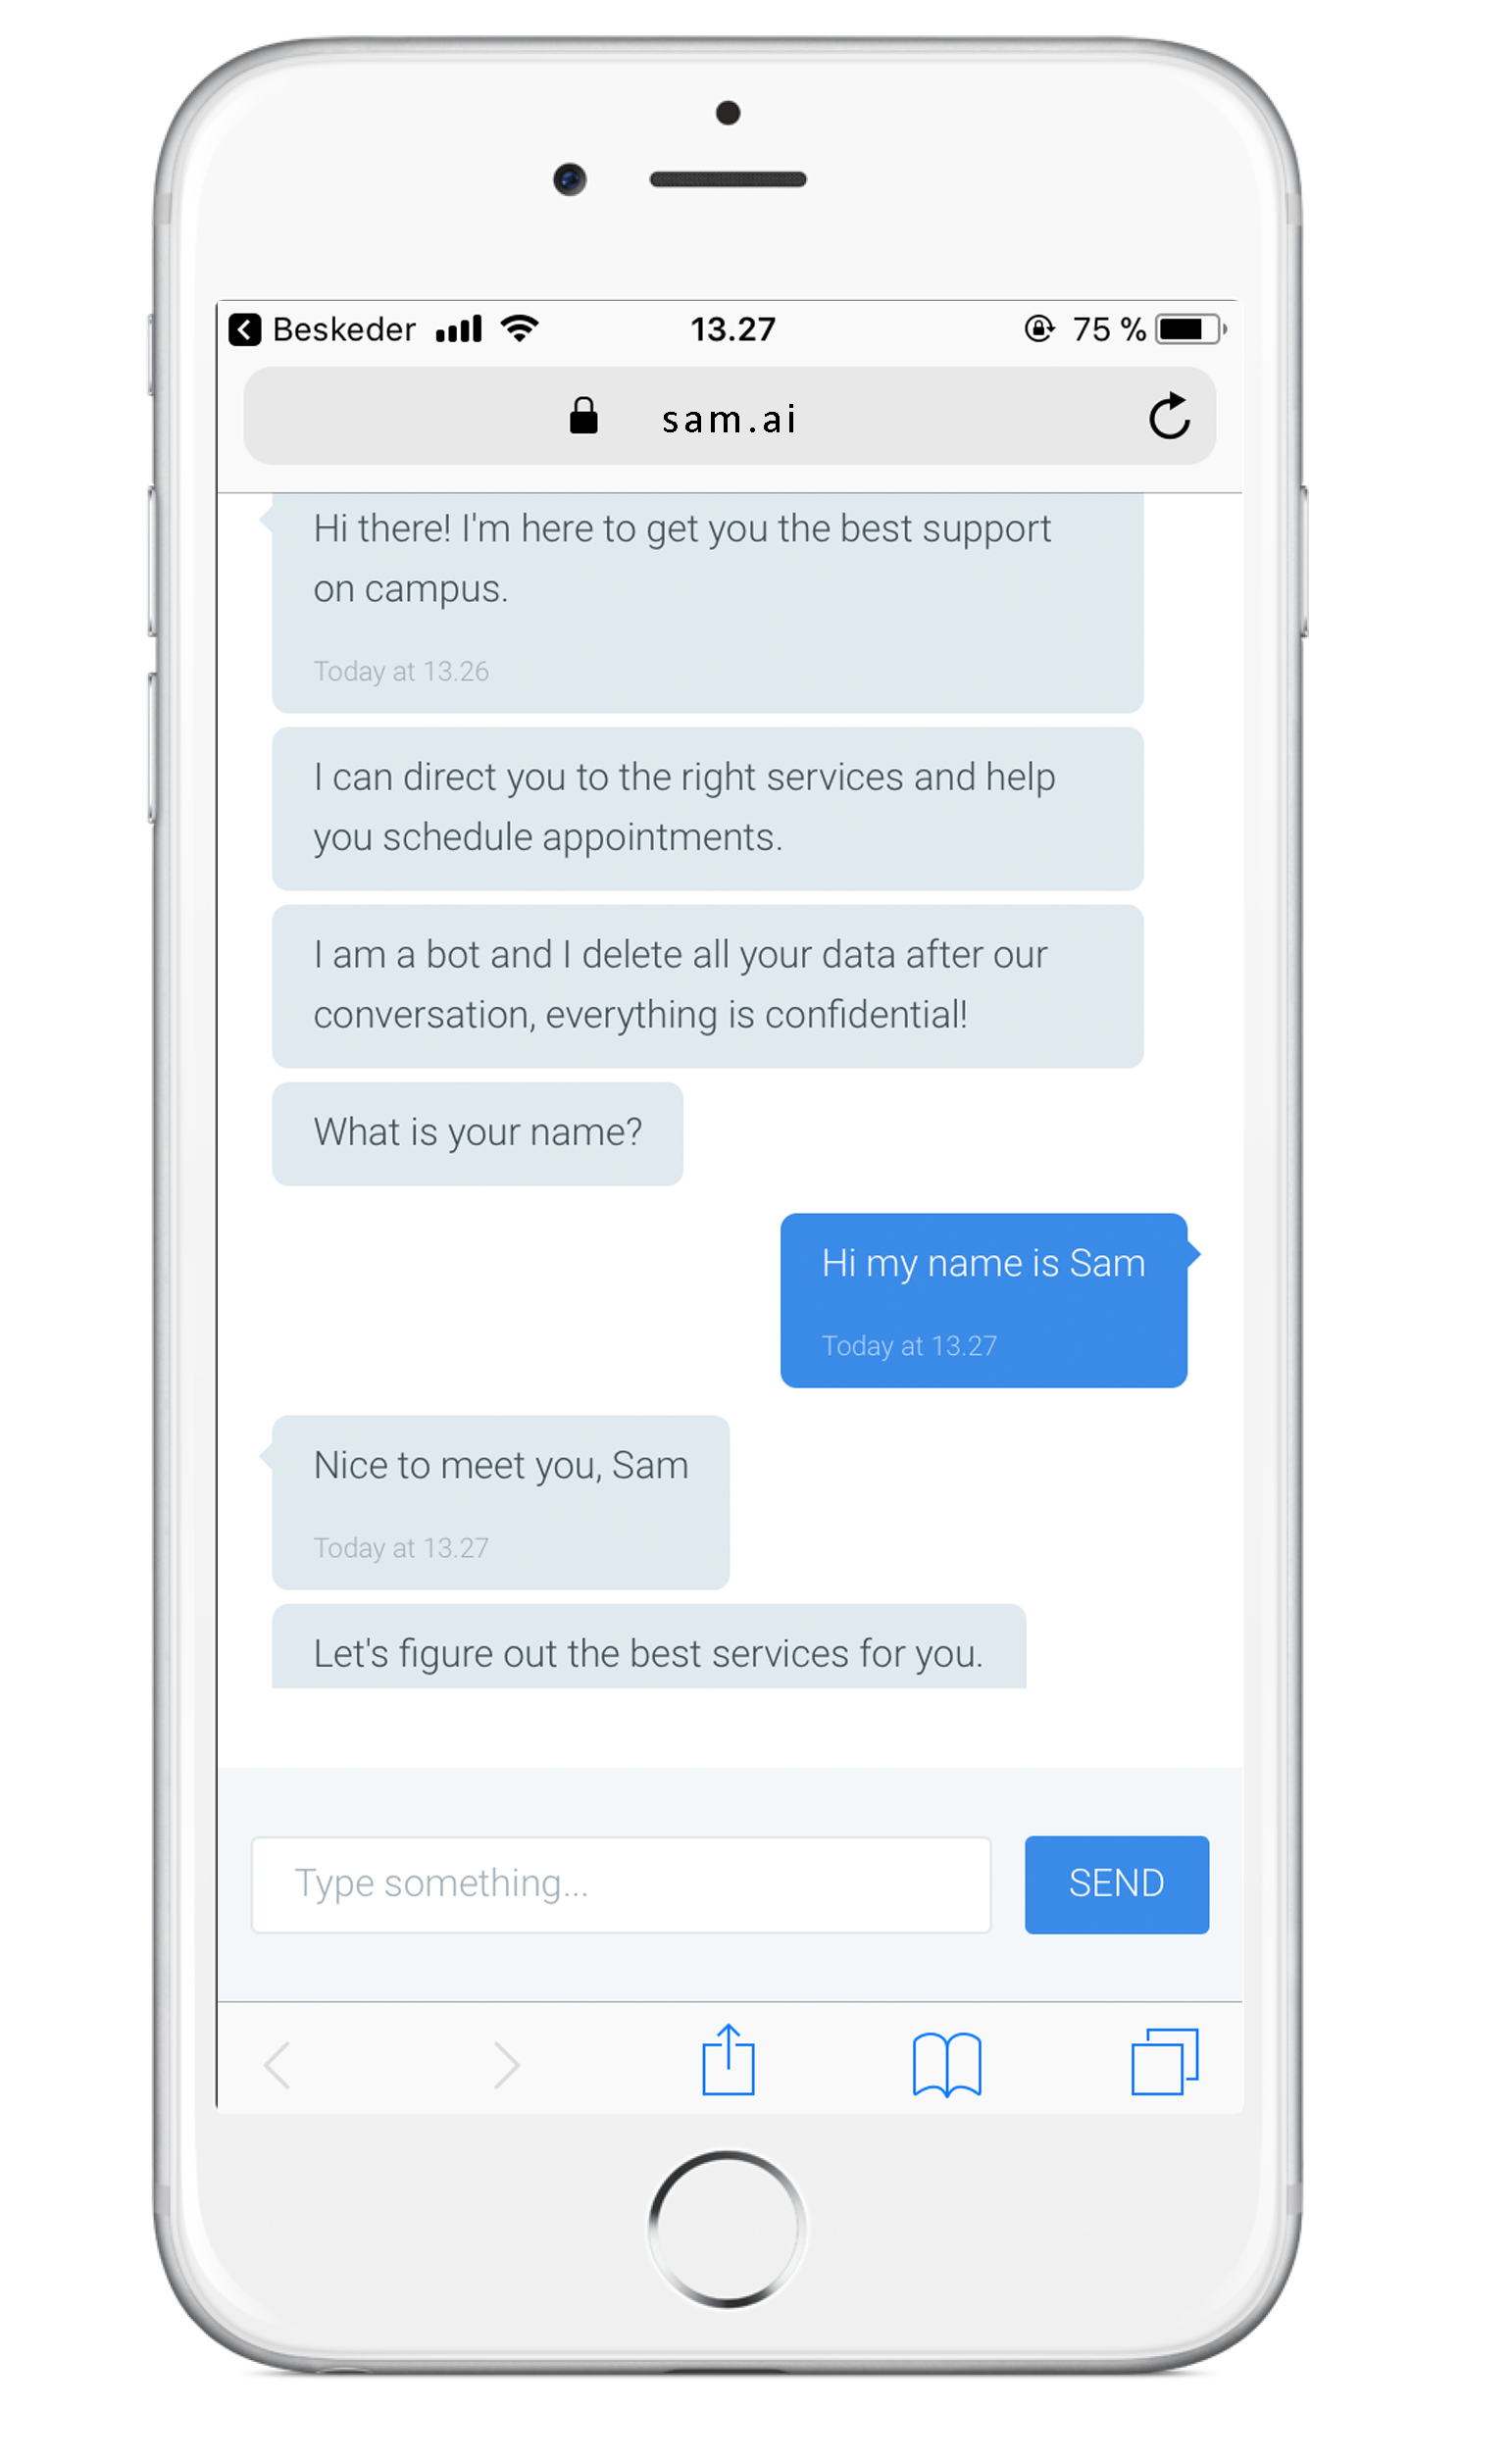 Beskeder 13.27 75 %
sam.ai
Hi there! I'm here to get you the best support
on campus.
Today at 13.26
I can direct you to the right services and help
you schedule appointments.
I am a bot and I delete all your data after our
conversation, everything is confidential!
What is your name?
Hi my name is Sam
Today at 13.27
Nice to meet you, Sam
Today at 13.27
Let's figure out the best services for you.
Type something...
SEND